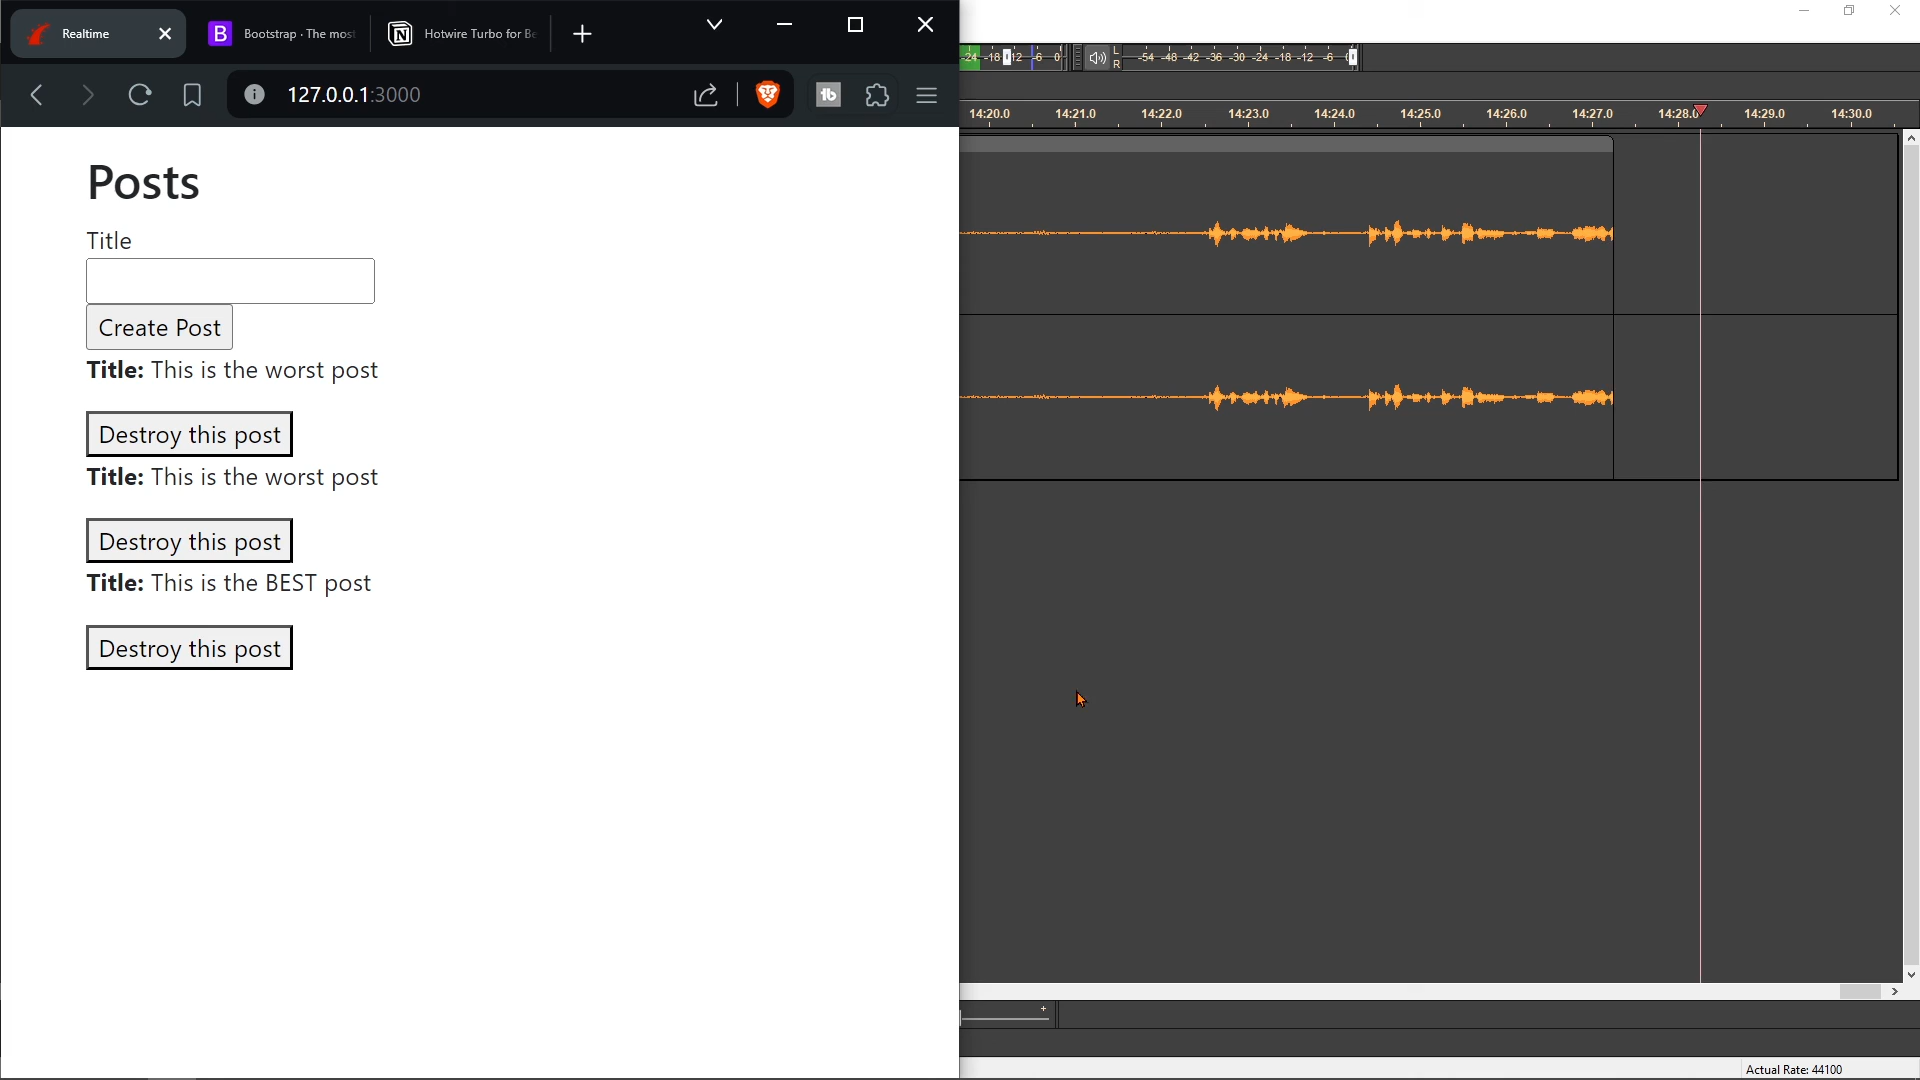 Realtime
B Bootstrap · The mos
Hotwire Turbo for Be
127.0.0.1:3000
tb
Posts
Title
Create Post
Title: This is the worst post
Destroy this post
Title: This is the worst post
Destroy this post
Title: This is the BEST post
Destroy this post
-24 -18 12 -6 0
L
R
-54 -48 -42 -36 -30 -24 -18 -12 -6
14:20.0 14:21.0 14:22.0 14:23.0 14:24.0 14:25.0 14:26.0 14:27.0 14:28.0 14:29.0 14:30.0
Actual Rate: 44100